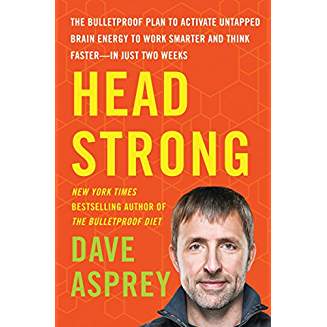 THE BULLETPROOF PLAN TO ACTIVATE UNTAPPED
BRAIN ENERGY TO WORK SMARTER AND THINK
FASTER—IN JUST TWO WEEKS
HEAD
STRONG
NEW YORK TIMES
BESTSELLING AUTHOR OF
THE BULLETPROOF DIET
DAVE
ASPREY